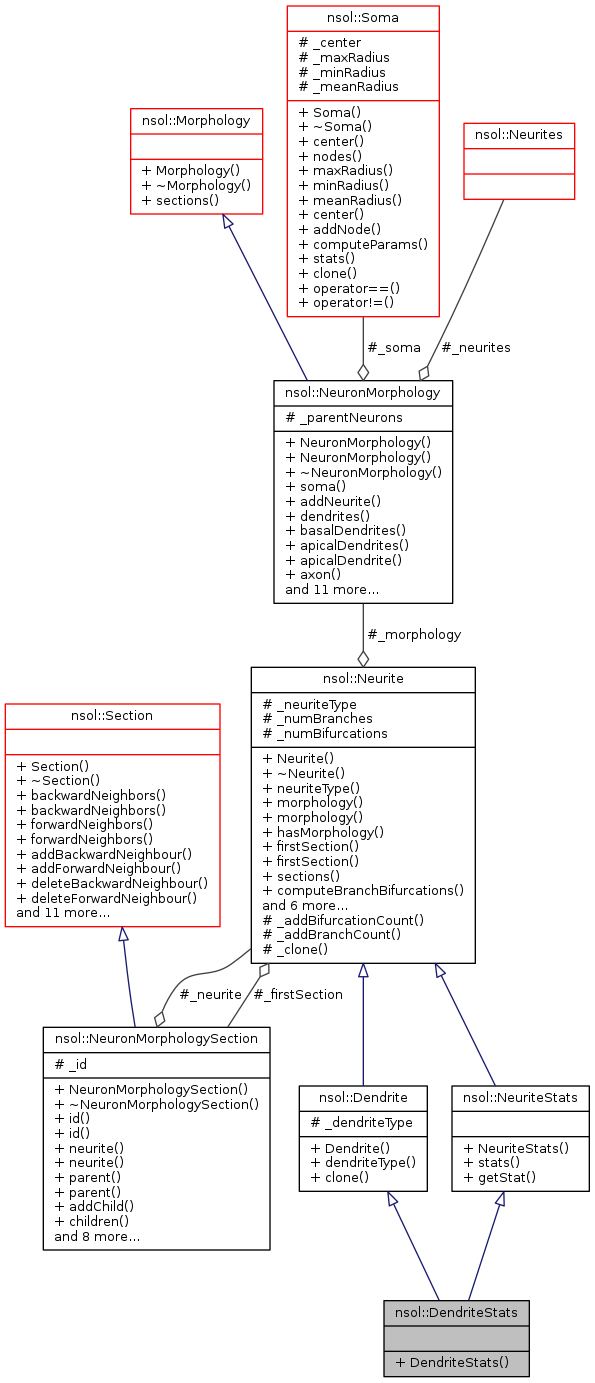 nsol::Soma
# _center
# _maxRadius
# _minRadius
# _meanRadius
+ Soma()
+ ~Soma()
+ center()
+ nodes()
+ maxRadius()
+ minRadius()
+ meanRadius()
+ center()
+ addNode()
+ computeParams()
+ stats()
+ clone()
+ operator==()
+ operator!=()
nsol::Morphology
+ Morphology()
+ ~Morphology()
+ sections()
nsol::Neurites
#_soma
#_neurites
nsol::NeuronMorphology
# _parentNeurons
+ NeuronMorphology()
+ NeuronMorphology()
+ ~NeuronMorphology()
+ soma()
+ addNeurite()
+ dendrites()
+ basalDendrites()
+ apicalDendrites()
+ apicalDendrite()
+ axon()
and 11 more...
#_morphology
nsol::Neurite
# _neuriteType
# _numBranches
# _numBifurcations
+ Neurite()
+ ~Neurite()
+ neuriteType()
+ morphology()
+ morphology()
+ hasMorphology()
+ firstSection()
+ firstSection()
+ sections()
+ computeBranchBifurcations()
and 6 more...
# _addBifurcationCount()
# _addBranchCount()
# _clone()
nsol::Section
+ Section()
+ ~Section()
+ backwardNeighbors()
+ backwardNeighbors()
+ forwardNeighbors()
+ forwardNeighbors()
+ addBackwardNeighbour()
+ addForwardNeighbour()
+ deleteBackwardNeighbour()
+ deleteForwardNeighbour()
and 11 more...
#_neurite
#_firstSection
nsol::NeuronMorphologySection
# _id
+ NeuronMorphologySection()
+ ~NeuronMorphologySection()
+ id()
+ id()
+ neurite()
+ neurite()
+ parent()
+ parent()
+ addChild()
+ children()
and 8 more...
nsol::Dendrite
# _dendriteType
+ Dendrite()
+ dendriteType()
+ clone()
nsol::NeuriteStats
+ NeuriteStats()
+ stats()
+ getStat()
nsol::DendriteStats
+ DendriteStats()